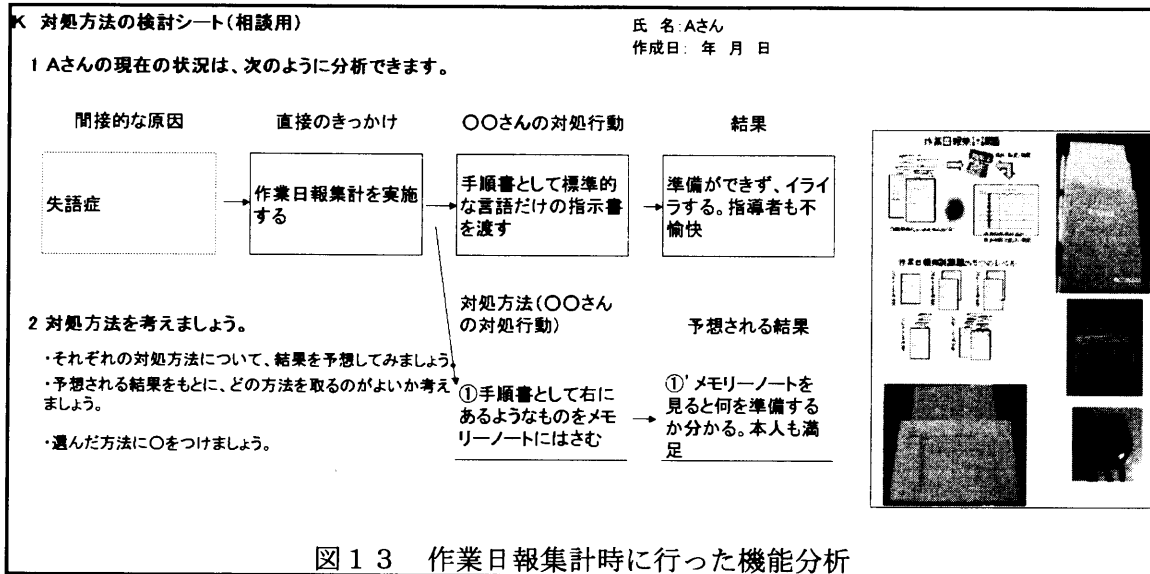 K 対処方法の検討シート(相談用)
氏 名:Aさん
作成日: 年 月 日
1 Aさんの現在の状況は、次のように分析できます。
間接的な原因
直接のきっかけ
〇〇さんの対処行動
結果
失語症
作業日報集計を実施
する
手順書として標準的
な言語だけの指示書
を渡す
準備ができず、イライ
ラする。指導者も不
愉快
2 対処方法を考えましょう。
・それぞれの対処方法について、結果を予想してみましょう。
・予想される結果をもとに、どの方法を取るのがよいか考え
ましょう。
・選んだ方法に〇をつけましょう。
対処方法(〇〇さん
の対処行動)
予想される結果
①手順書として右に
あるようなものをメモ
リーノートにはさむ
①'メモリーノートを
見ると何を準備する
か分かる。本人も満
足
作業日報集計課題
図13 作業日報集計時に行った機能分析